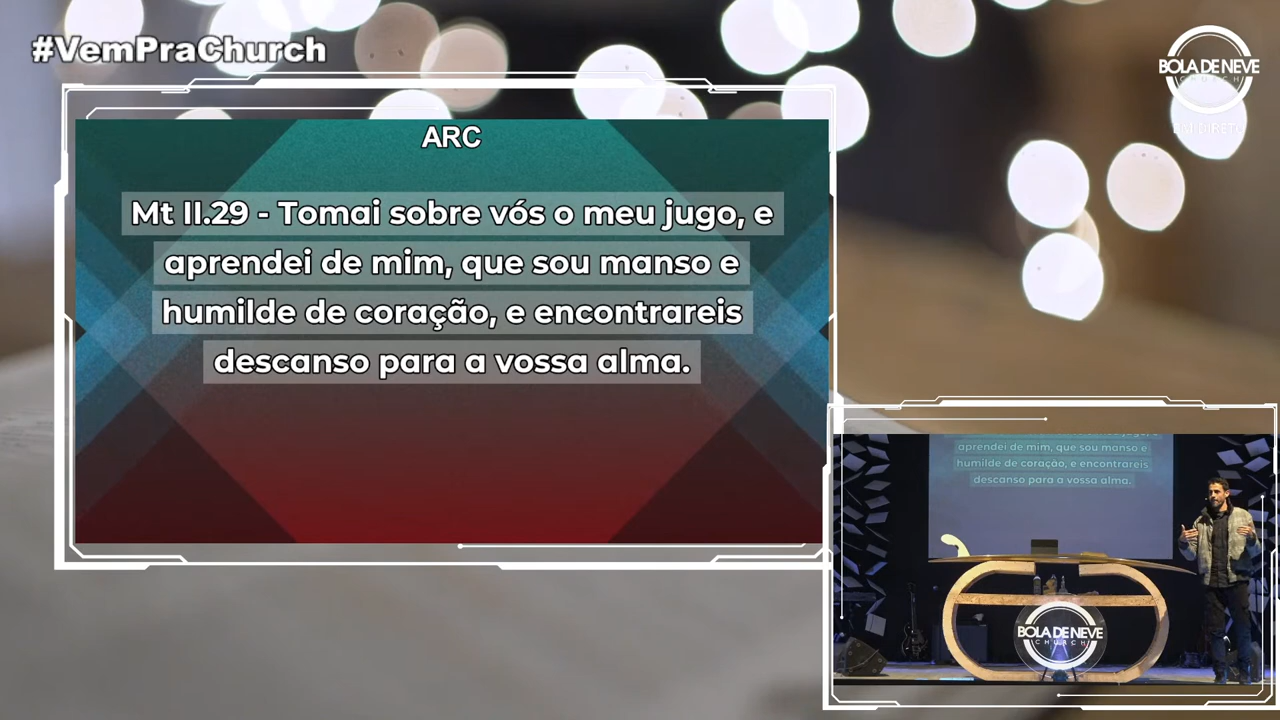 #VemPraChurch
BOLA DE NEVE
CHURCH
ARC
Mt II.29 - Tomai sobre vós o meu jugo, e
aprendei de mim, que sou manso e
humilde de coração, e encontrareis
descanso para a vossa alma.
aprendei de mim, que sou manso e
humilde de coração, e encontrareis
descanso para a vossa alma.
BOLA DE NEVE
CHURCH